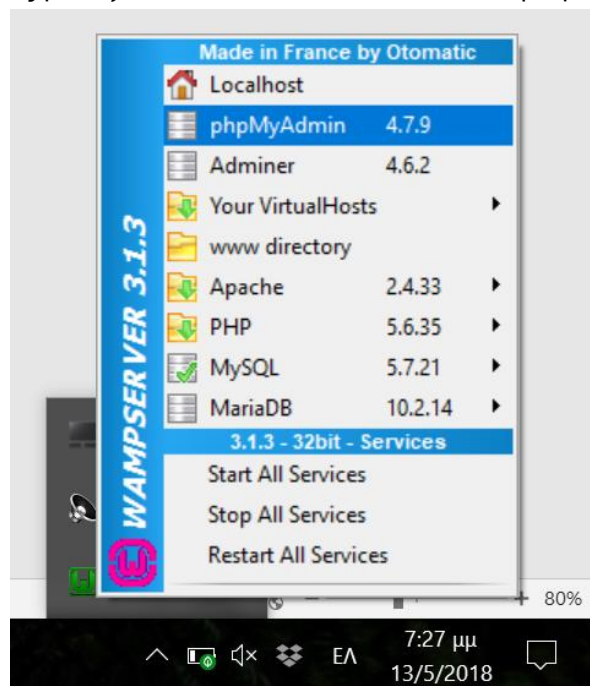 Made in France by Otomatic
Localhost
phpMyAdmin 4.7.9
Adminer 4.6.2
Your VirtualHosts
www directory
Apache 2.4.33
PHP 5.6.35
MySQL 5.7.21
MariaDB 10.2.14
3.1.3 - 32bit - Services
Start All Services
Stop All Services
Restart All Services
WAMPSERVER 3.1.3
80%
ΕΛ
7:27 μμ
13/5/2018